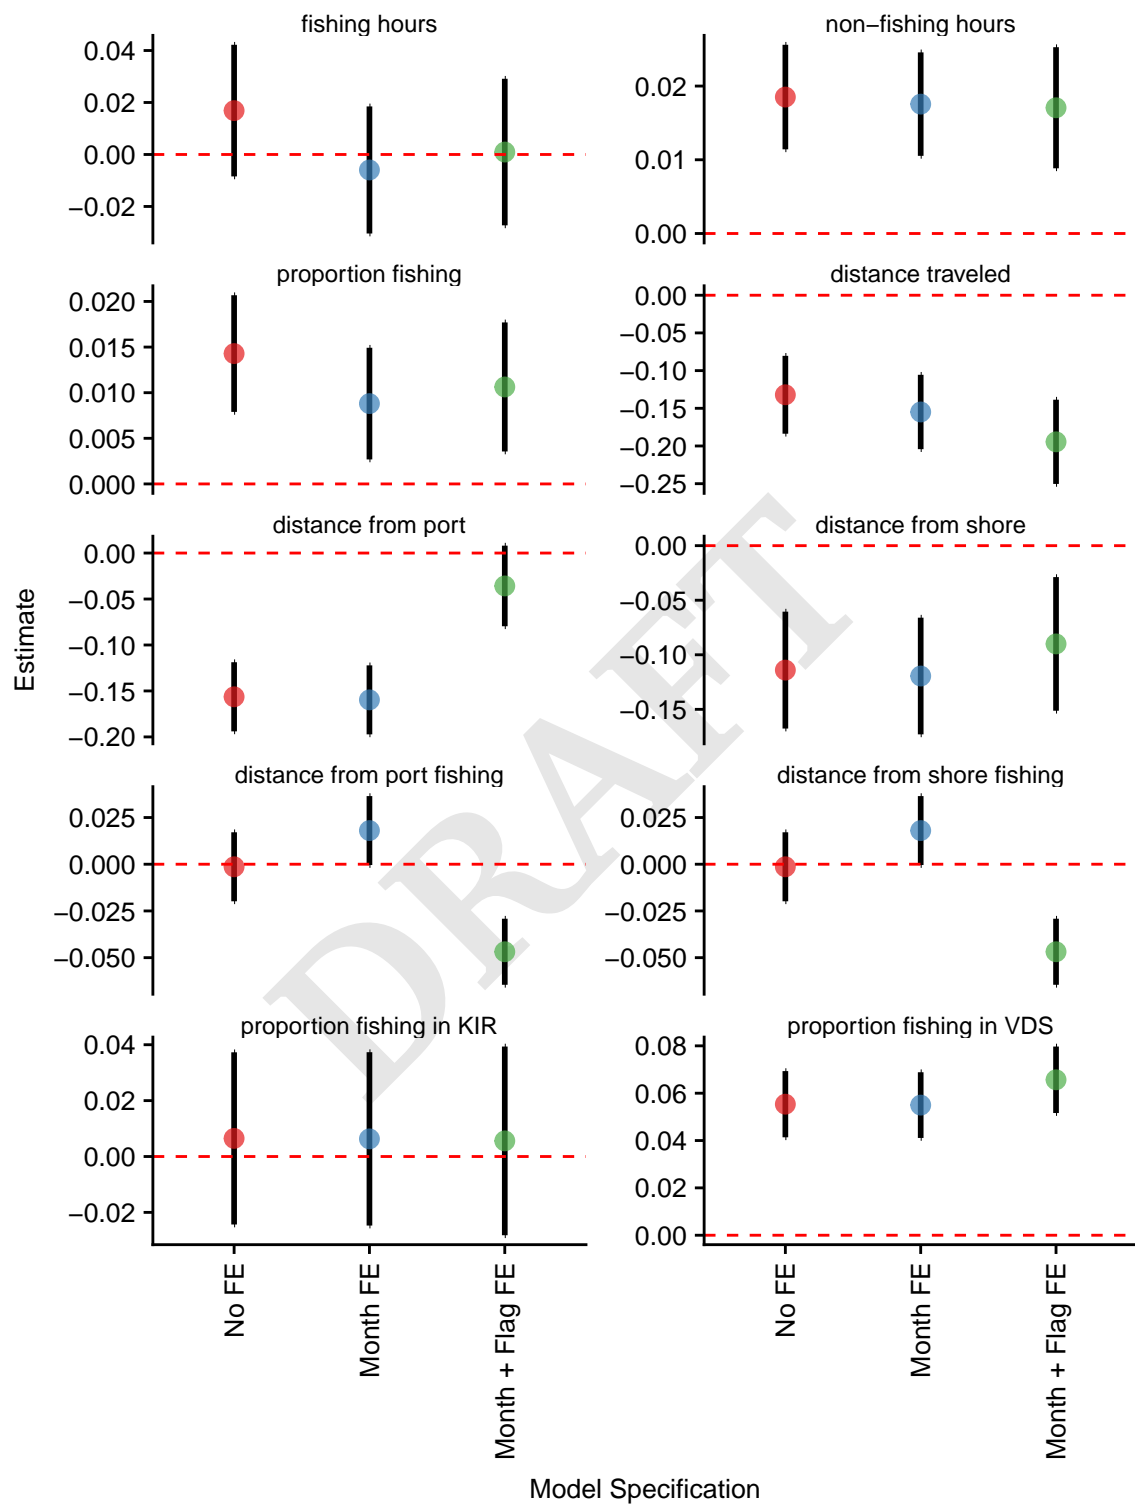 fishing hours
0.04
0.02
0.00
−0.02
non−fishing hours
0.02
0.01
0.00
proportion fishing
0.020
0.015
0.010
0.005
0.000
distance traveled
0.00
−0.05
−0.10
−0.15
−0.20
−0.25
distance from port
0.00
−0.05
−0.10
−0.15
−0.20
distance from shore
0.00
−0.05
−0.10
−0.15
distance from port fishing
0.025
0.000
−0.025
−0.050
distance from shore fishing
0.025
0.000
−0.025
−0.050
proportion fishing in KIR
0.04
0.02
0.00
−0.02
proportion fishing in VDS
0.08
0.06
0.04
0.02
0.00
Estimate
No FE
Month FE
Month + Flag FE
No FE
Month FE
Month + Flag FE
Model Specification
DRAFT